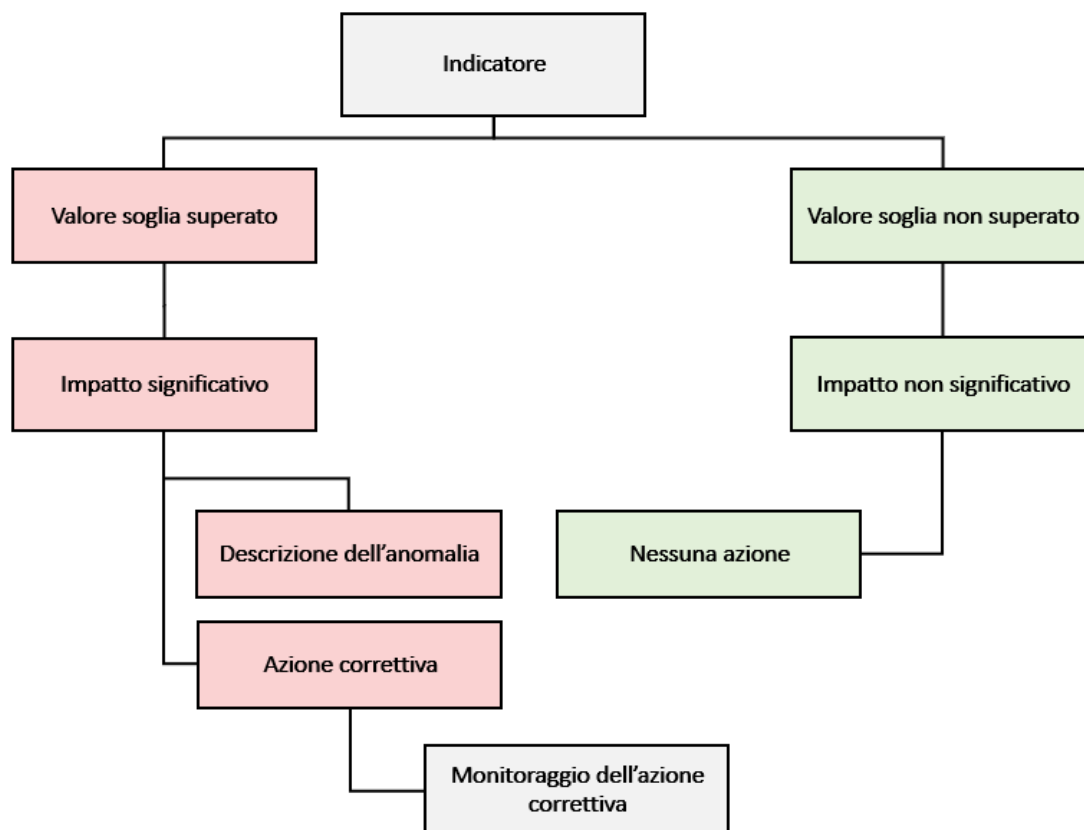 Indicatore
Valore soglia superato
Valore soglia non superato
Impatto significativo
Impatto non significativo
Descrizione dell’anomalia
Nessuna azione
Azione correttiva
Monitoraggio dell’azione
correttiva